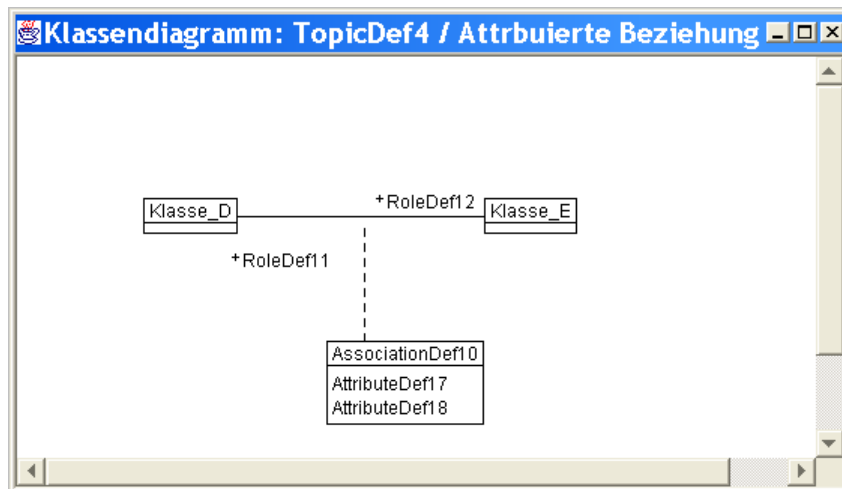 Klassendiagramm: TopicDef4 / Attrbuierte Beziehung
+RoleDef12
Klasse_D
Klasse_E
+RoleDef11
AssociationDef10
AttributeDef17
AttributeDef18